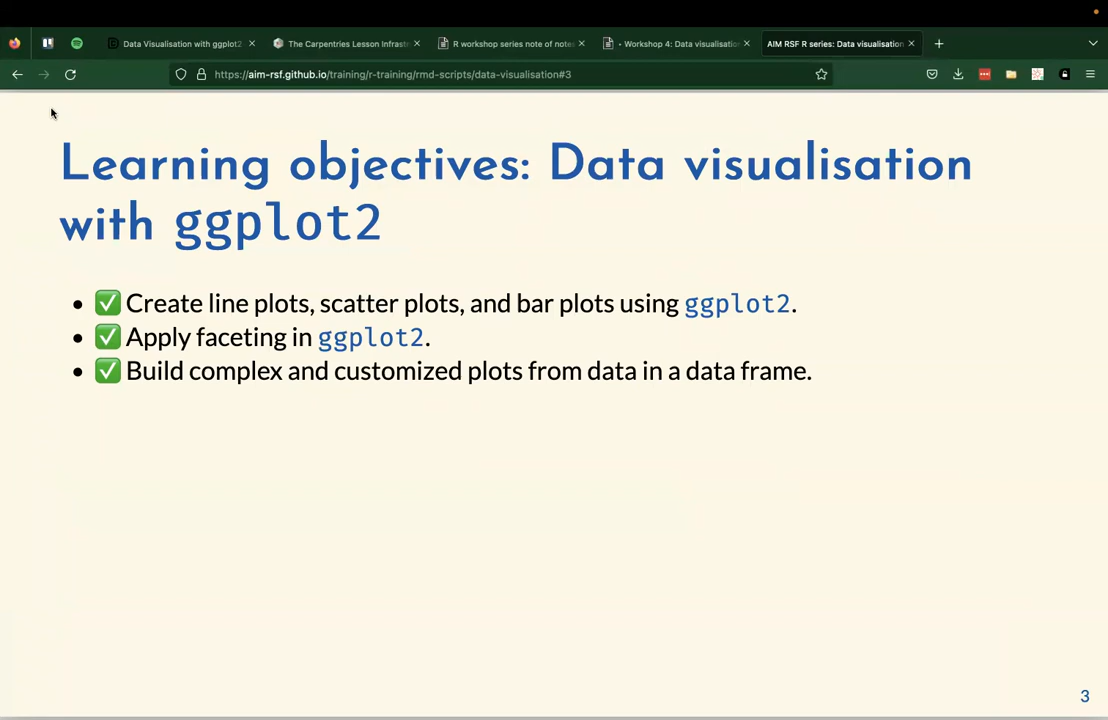 Data Visualisation with ggplot2
The Carpentries Lesson Infrastr
R workshop series note of note
· Workshop 4: Data visualisation
AIM RSF R series: Data visualisation
https://aim-rsf.github.io/training/r-training/rmd-scripts/data-visualisation#3
Learning objectives: Data visualisation
with ggplot2
• ✅ Create line plots, scatter plots, and bar plots using ggplot2.
• ✅ Apply faceting in ggplot2.
• ✅ Build complex and customized plots from data in a data frame.
3